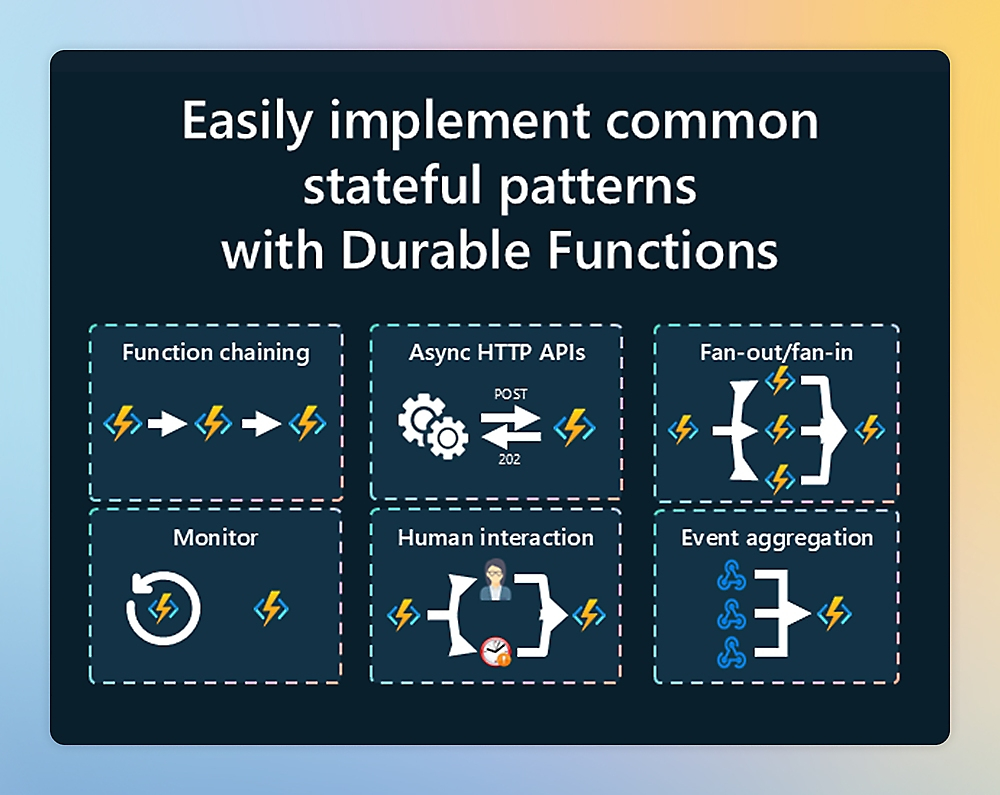 Easily implement common
stateful patterns
with Durable Functions
Function chaining
Async HTTP APIs
POST
202
Fan-out/fan-in
Monitor
Human interaction
Event aggregation